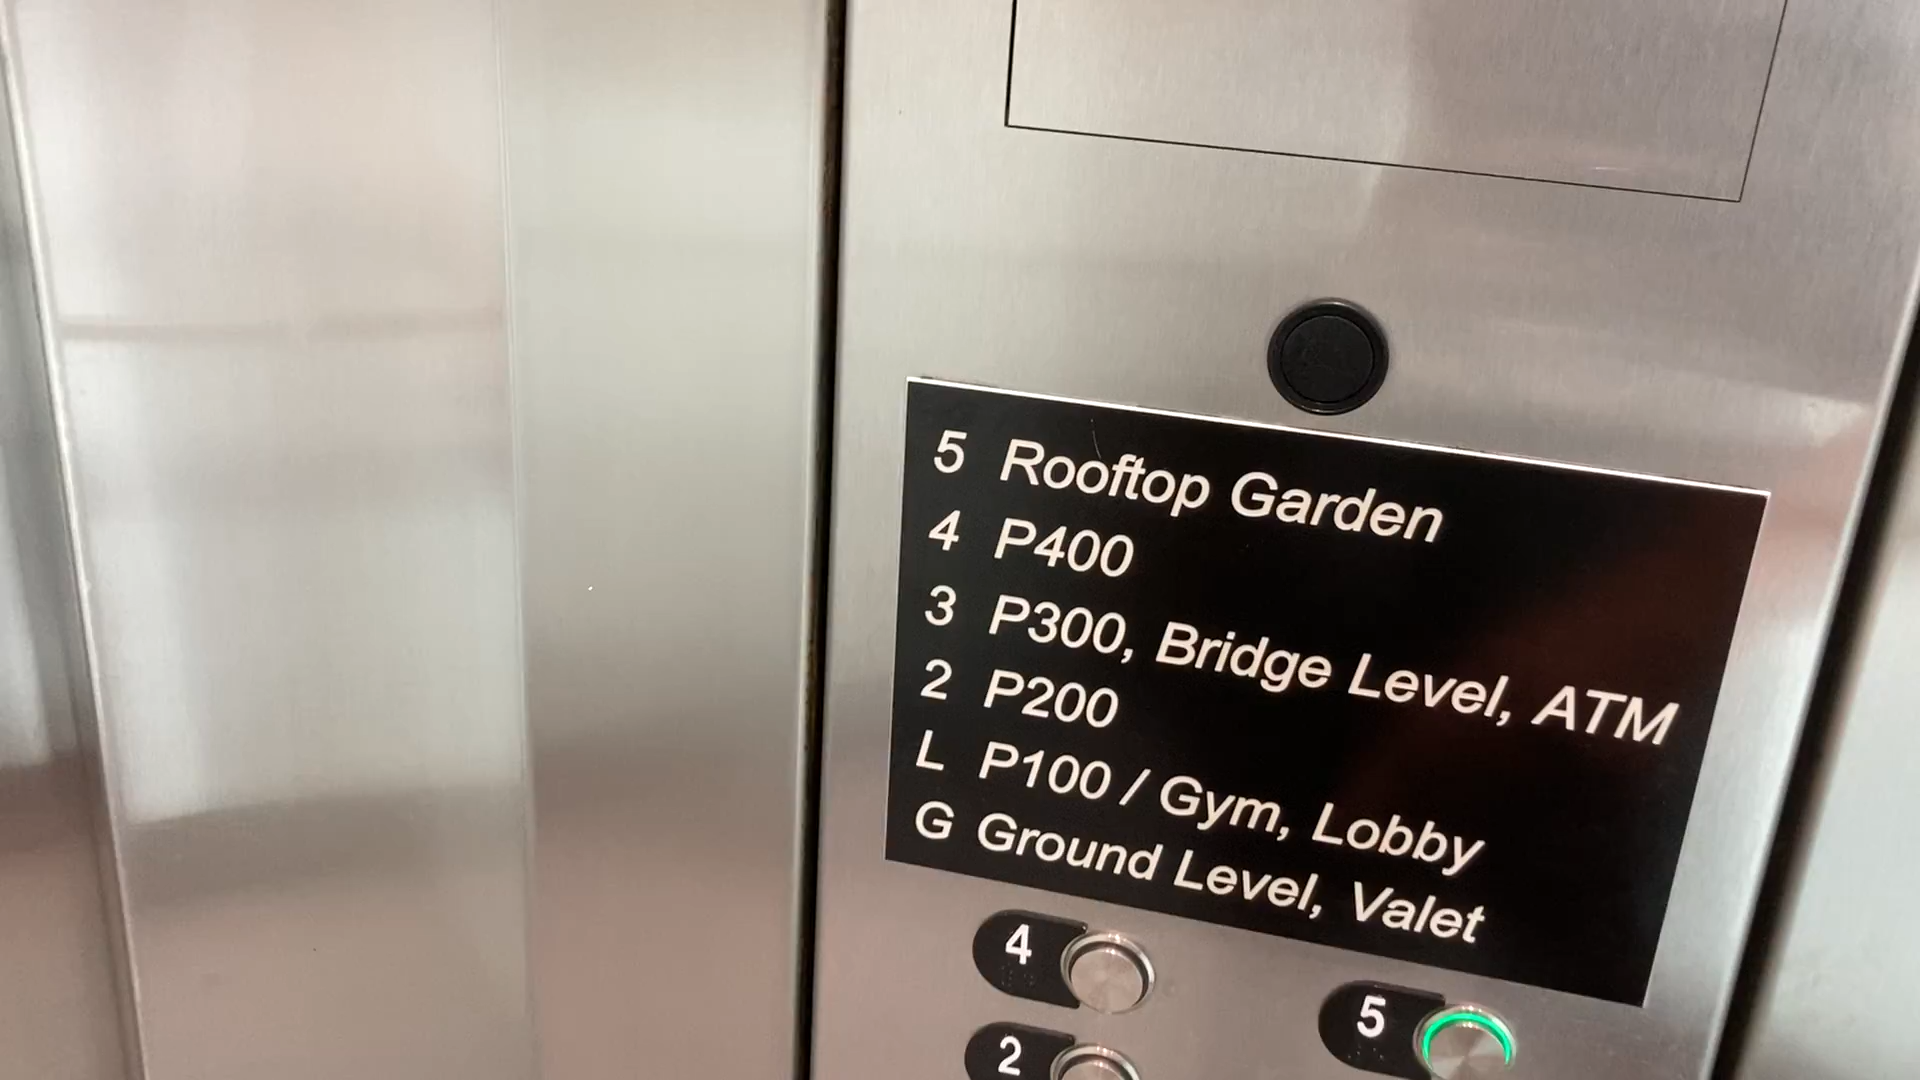 5 Rooftop Garden
4 P400
3 P300, Bridge Level, ATM
2 P200
L P100 / Gym, Lobby
G Ground Level, Valet
4
5
2